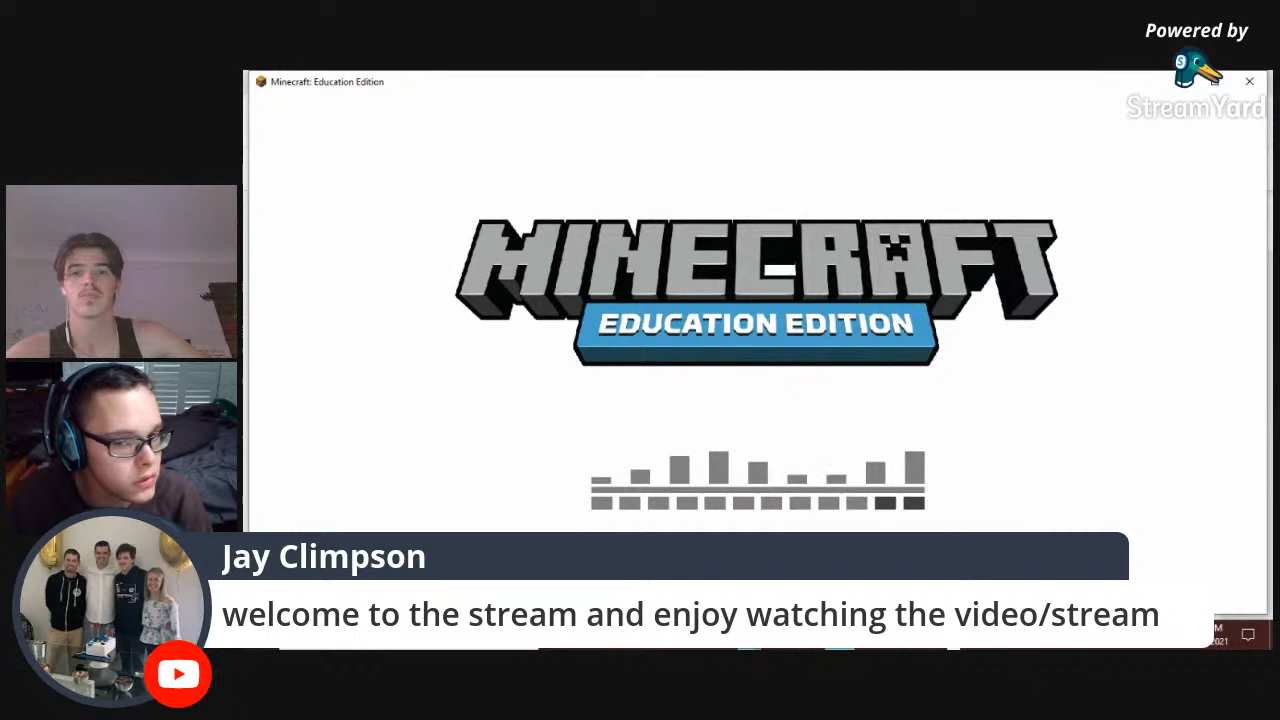 Powered by
StreamYard
Minecraft: Education Edition
MINECRAFT
EDUCATION EDITION
Jay Climpson
welcome to the stream and enjoy watching the video/stream
2021